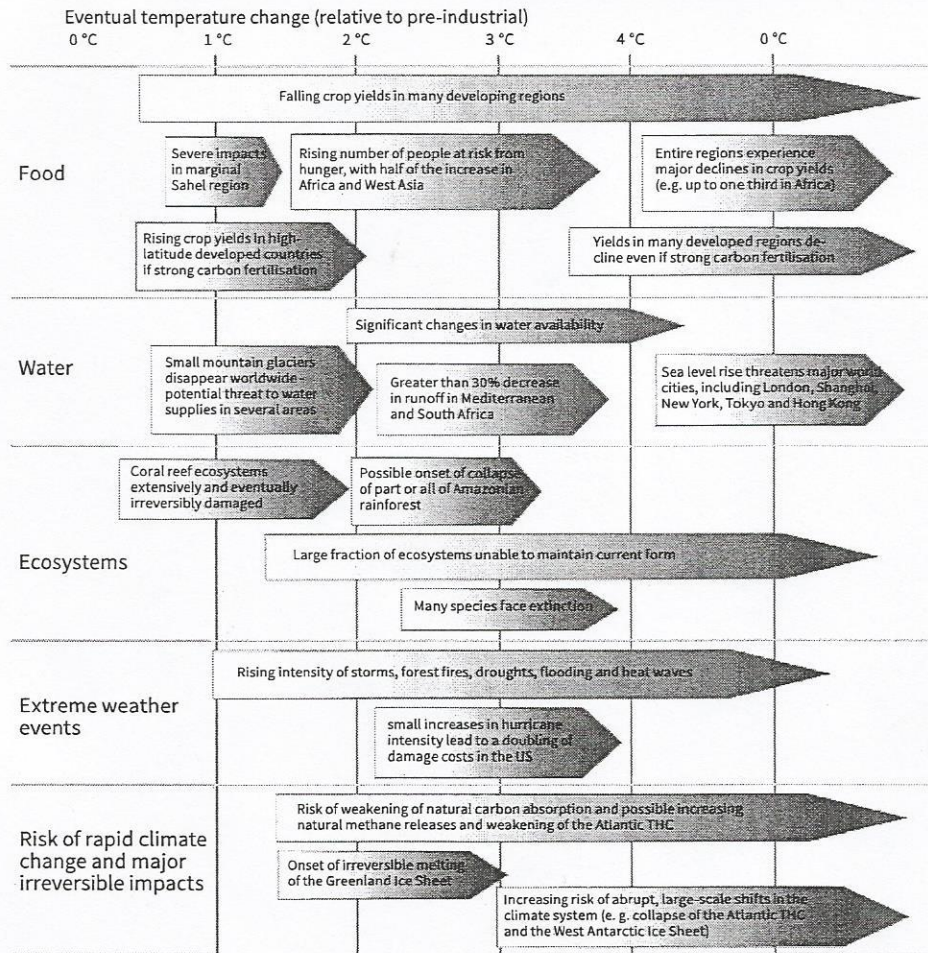 Eventual temperature change (relative to pre-industrial)
0 °C 1 °C 2 °C 3 °C 4 °C 0 °C
Food
Falling crop yields in many developing regions
Severe impacts
in marginal
Sahel region
Rising number of people at risk from
hunger, with half of the increase in
Africa and West Asia
Entire regions experience
major declines in crop yields
(e.g. up to one third in Africa)
Rising crop yields in high-
latitude developed countries
if strong carbon fertilisation
Yields in many developed regions de-
cline even if strong carbon fertilisation
Water
Significant changes in water availability
Small mountain glaciers
disappear worldwide -
potential threat to water
supplies in several areas
Greater than 30% decrease
in runoff in Mediterranean
and South Africa
Sea level rise threatens major world
cities, including London, Shanghai,
New York, Tokyo and Hong Kong
Ecosystems
Coral reef ecosystems
extensively and eventually
irreversibly damaged
Possible onset of collapse
of part or all of Amazonian
rainforest
Large fraction of ecosystems unable to maintain current form
Many species face extinction
Extreme weather
events
Rising intensity of storms, forest fires, droughts, flooding and heat waves
small increases in hurricane
intensity lead to a doubling of
damage costs in the US
Risk of rapid climate
change and major
irreversible impacts
Risk of weakening of natural carbon absorption and possible increasing
natural methane releases and weakening of the Atlantic THC
Onset of irreversible melting
of the Greenland Ice Sheet
Increasing risk of abrupt, large-scale shifts in the
climate system (e. g. collapse of the Atlantic THC
and the West Antarctic Ice Sheet)